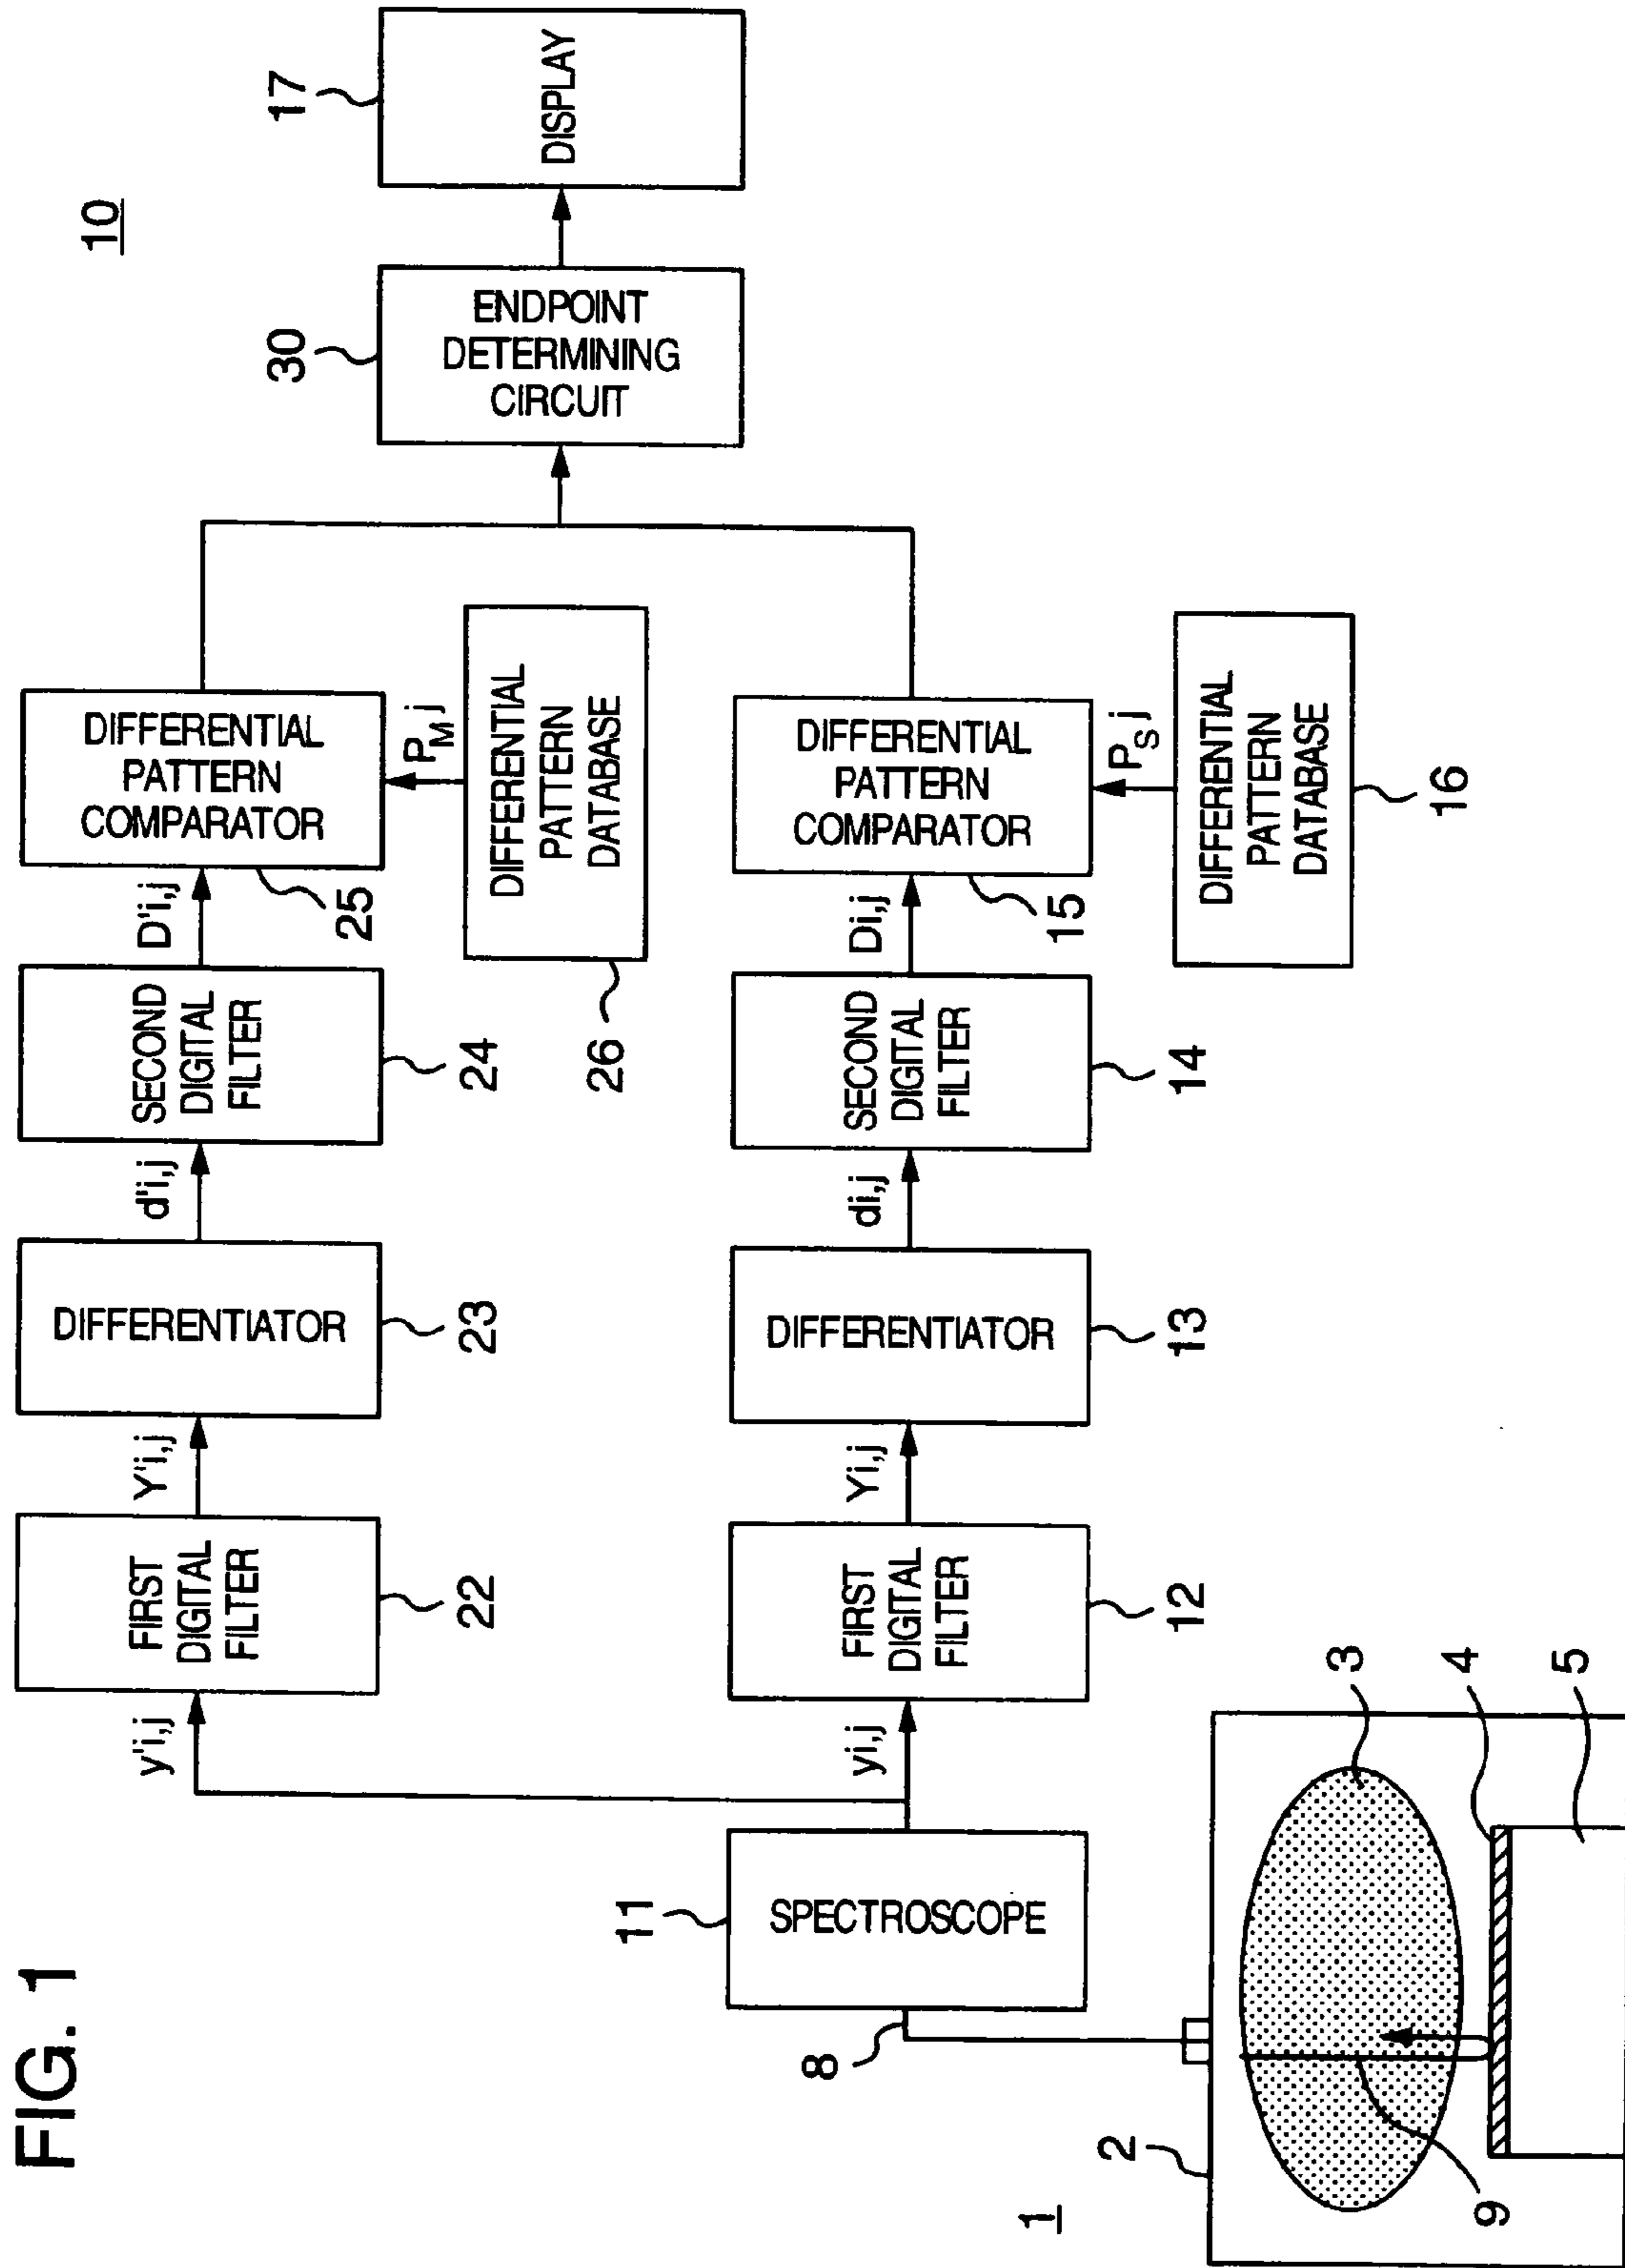 FIG. 1
10
17
DISPLAY
30
ENDPOINT
DETERMINING
CIRCUIT
y'i,j
FIRST
DIGITAL
FILTER
22
Y'i,j
DIFFERENTIATOR
23
d'i,j
SECOND
DIGITAL
FILTER
24
D'i,j
DIFFERENTIAL
PATTERN
COMPARATOR
25
PMj
DIFFERENTIAL
PATTERN
DATABASE
26
11
SPECTROSCOPE
8
yi,j
FIRST
DIGITAL
FILTER
12
Yi,j
DIFFERENTIATOR
13
di,j
SECOND
DIGITAL
FILTER
14
Di,j
DIFFERENTIAL
PATTERN
COMPARATOR
15
PSj
DIFFERENTIAL
PATTERN
DATABASE
16
1
2
3
4
5
9